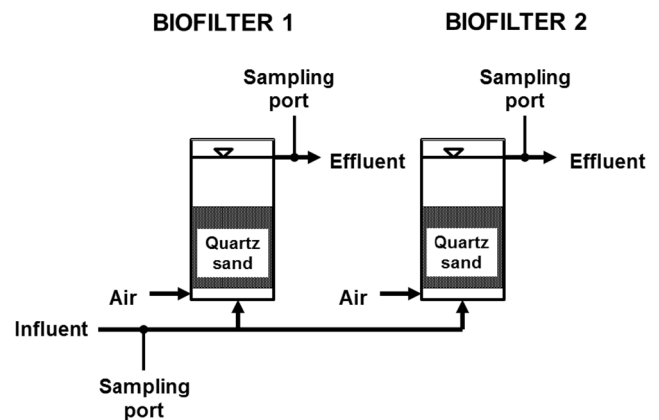 BIOFILTER 1
BIOFILTER 2
Sampling
port
Sampling
port
Effluent
Effluent
Quartz
sand
Quartz
sand
Air
Air
Influent
Sampling
port